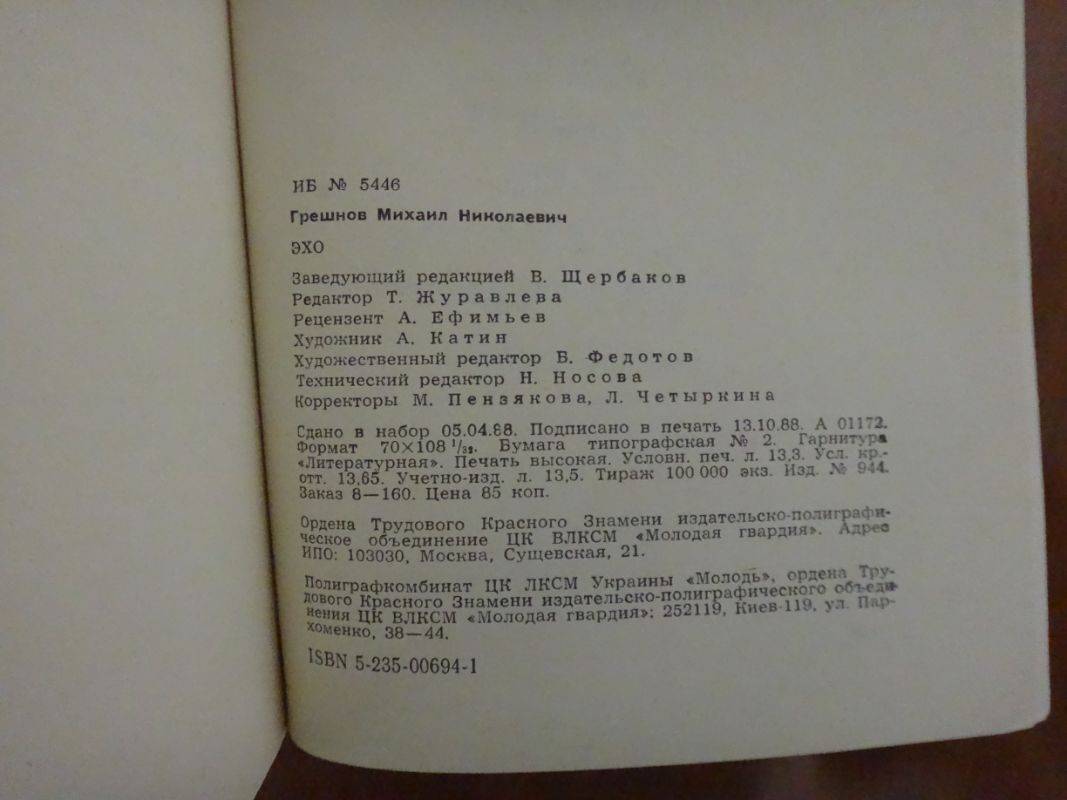 ИБ № 5446
Грешнов Михаил Николаевич
ЭХО
Заведующий редакцией В. Щербаков
Редактор Т. Журавлева
Рецензент А. Ефимьев
Художник А. Катин
Художественный редактор Б. Федотов
Технический редактор Н. Носова
Корректоры М. Пензякова, Л. Четыркина
Сдано в набор 05.04.88. Подписано в печать 13.10.88. А 01172.
Формат 70×108 1/32. Бумага типографская № 2. Гарнитура
«Литературная». Печать высокая. Условн. печ. л. 13,3. Усл. кр.-
отт. 13,65. Учетно-изд. л. 13,5. Тираж 100 000 экз. Изд. № 944.
Заказ 8—160. Цена 85 коп.
Ордена Трудового Красного Знамени издательско-полиграфи-
ческое объединение ЦК ВЛКСМ «Молодая гвардия». Адрес
ИПО: 103030, Москва, Сущевская, 21.
Полиграфкомбинат ЦК ЛКСМ Украины «Молодь», ордена Тру-
дового Красного Знамени издательско-полиграфического объеди-
нения ЦК ВЛКСМ «Молодая гвардия»: 252119, Киев-119, ул. Пар-
хоменко, 38—44.
ISBN 5-235-00694-1